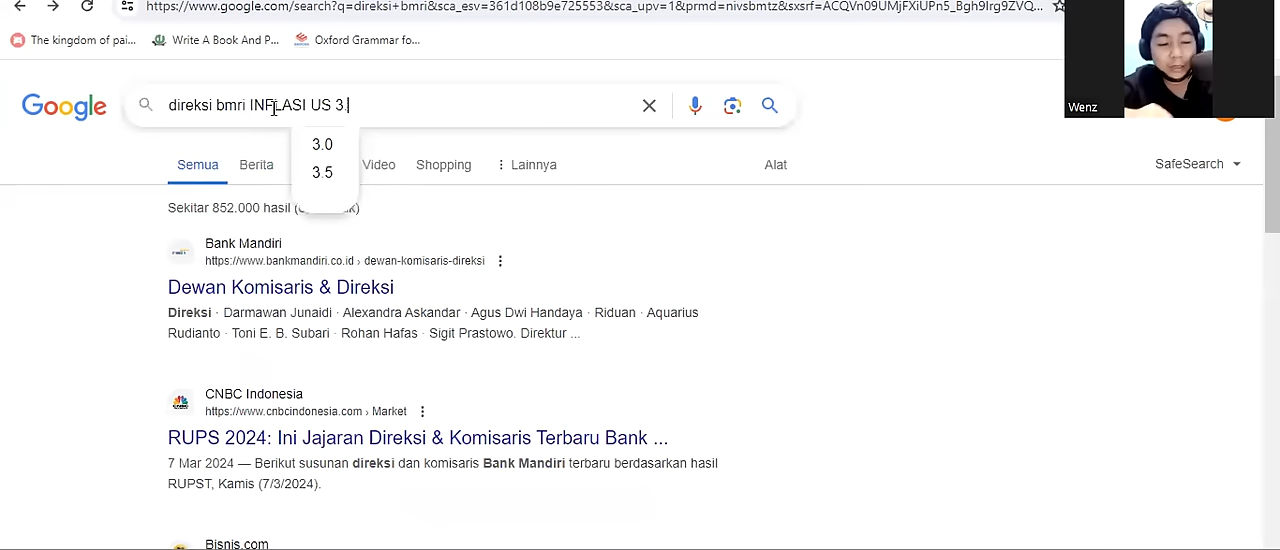 https://www.google.com/search?q=direksi+bmri&sca_esv=361d108b9e725553&sca_upv=1&prmd=nivsbmtz&sxsrf=ACQVn09UMjFXiUPn5_Bgh9Irg9ZVQ...
The kingdom of pai...
Write A Book And P...
Oxford Grammar fo...
Wenz
Google
direksi bmri INFLASI US 3.
3.0
3.5
Semua
Berita
Video
Shopping
Lainnya
Alat
SafeSearch
Sekitar 852.000 hasil
Bank Mandiri
https://www.bankmandiri.co.id › dewan-komisaris-direksi
Dewan Komisaris & Direksi
Direksi · Darmawan Junaidi · Alexandra Askandar · Agus Dwi Handaya · Riduan · Aquarius
Rudianto · Toni E. B. Subari · Rohan Hafas · Sigit Prastowo. Direktur ...
CNBC Indonesia
https://www.cnbcindonesia.com › Market
RUPS 2024: Ini Jajaran Direksi & Komisaris Terbaru Bank ...
7 Mar 2024 — Berikut susunan direksi dan komisaris Bank Mandiri terbaru berdasarkan hasil
RUPST, Kamis (7/3/2024).
Bisnis.com